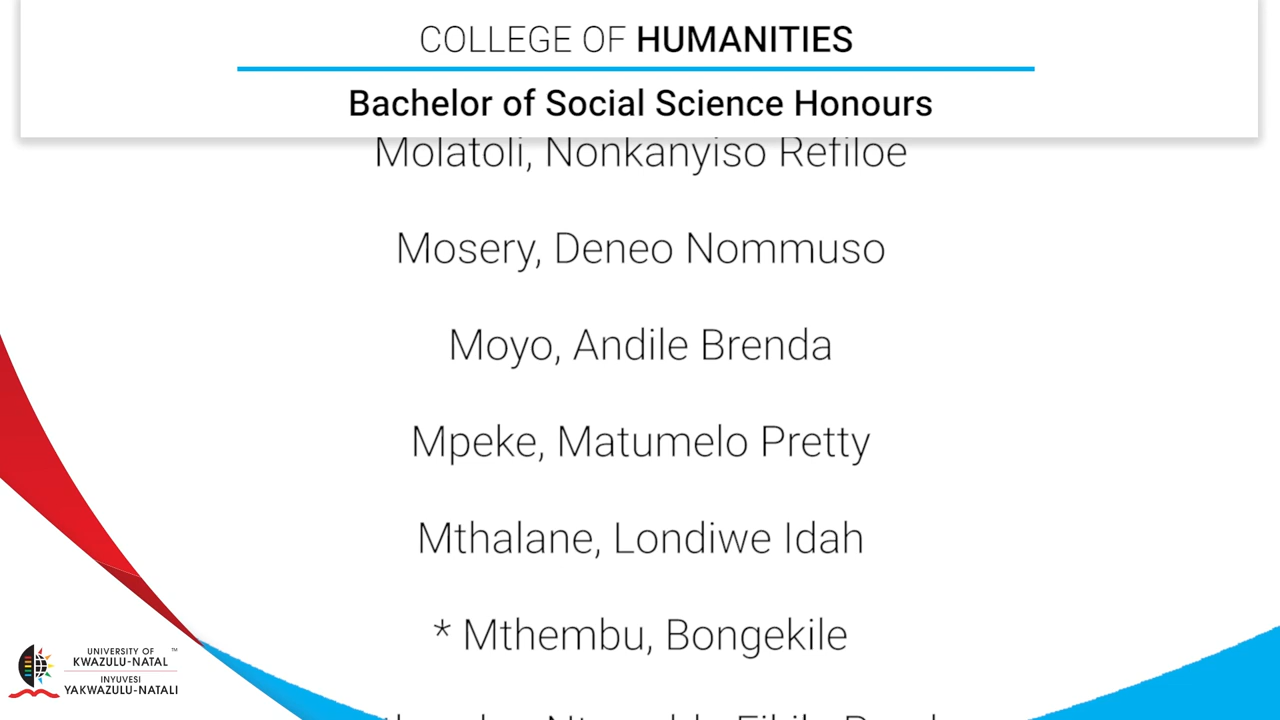 COLLEGE OF HUMANITIES
Bachelor of Social Science Honours
Molatoli, Nonkanyiso Refiloe
Mosery, Deneo Nommuso
Moyo, Andile Brenda
Mpeke, Matumelo Pretty
Mthalane, Londiwe Idah
* Mthembu, Bongekile
UNIVERSITY OF ™
KWAZULU-NATAL
INYUVESI
YAKWAZULU-NATALI